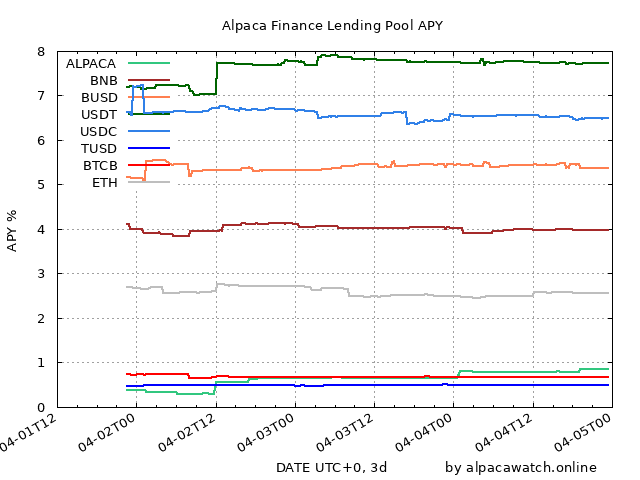 Alpaca Finance Lending Pool APY
8
7
6
5
4
3
2
1
0
APY %
ALPACA
BNB
BUSD
USDT
USDC
TUSD
BTCB
ETH
04-01T12
04-02T00
04-02T12
04-03T00
04-03T12
04-04T00
04-04T12
04-05T00
DATE UTC+0, 3d
by alpacawatch.online